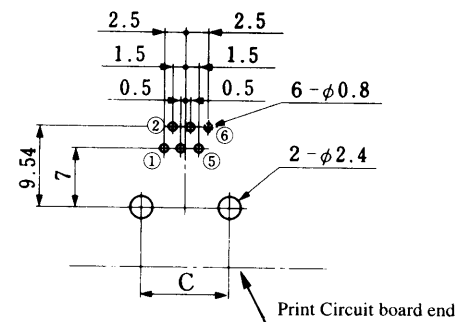 2.5 2.5
1.5 1.5
0.5 0.5
6-φ0.8
② ⑥
① ⑤
2-φ2.4
9.54
7
C
Print Circuit board end